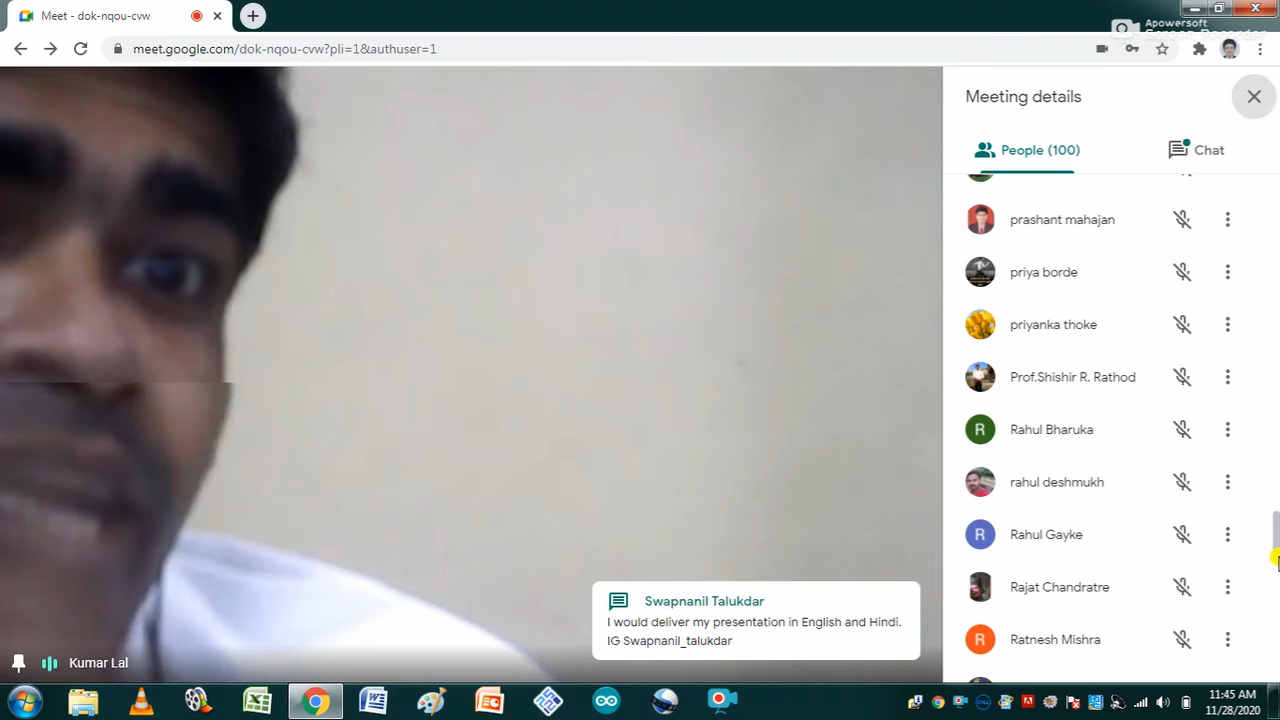 Meet - dok-nqou-cvw
Apowersoft
Screen Recorder
meet.google.com/dok-nqou-cvw?pli=1&authuser=1
Meeting details
People (100)
Chat
prashant mahajan
priya borde
priyanka thoke
Prof.Shishir R. Rathod
R
Rahul Bharuka
rahul deshmukh
R
Rahul Gayke
Rajat Chandratre
R
Ratnesh Mishra
Swapnanil Talukdar
I would deliver my presentation in English and Hindi.
IG Swapnanil_talukdar
Kumar Lal
11:45 AM
11/28/2020